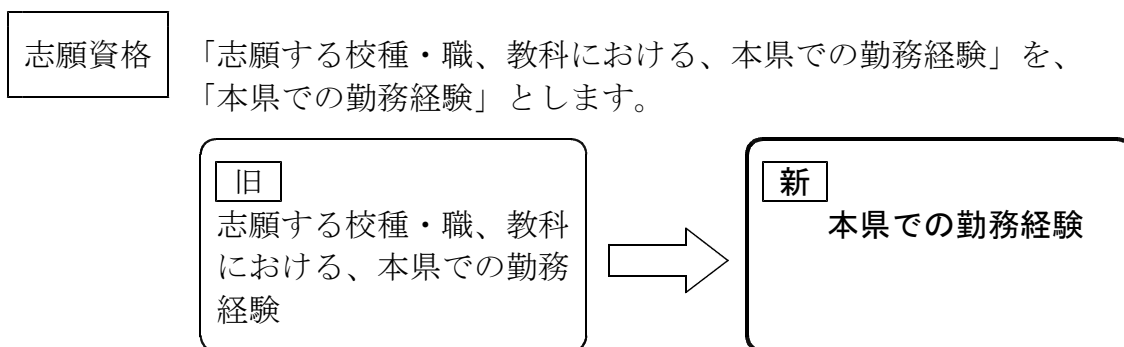 志願資格
「志願する校種・職、教科における、本県での勤務経験」を、
「本県での勤務経験」とします。
旧
志願する校種・職、教科
における、本県での勤務
経験
新
本県での勤務経験